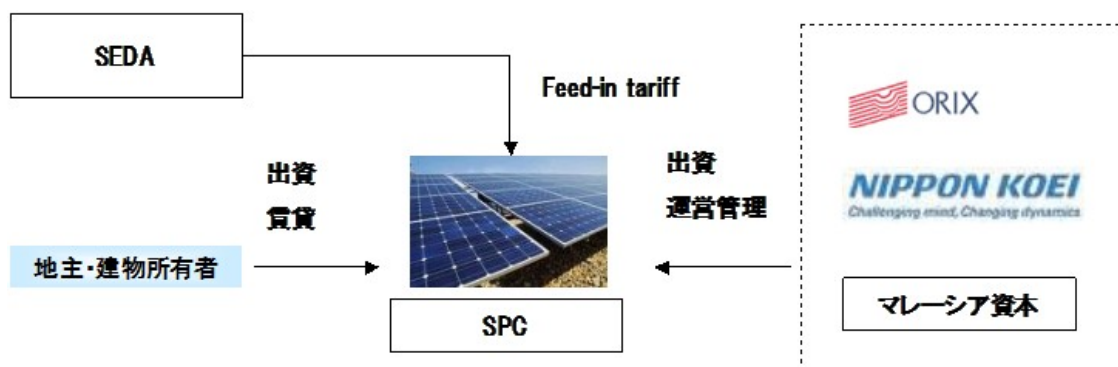 SEDA
Feed-in tariff
ORIX
出資
賃貸
出資
運営管理
NIPPON KOEI
Challenging mind, Changing dynamics
地主・建物所有者
SPC
マレーシア資本